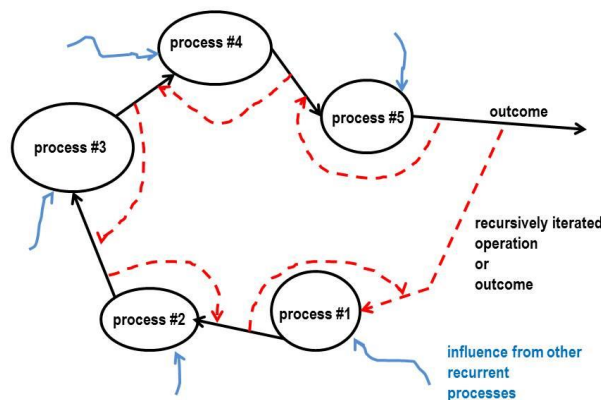 process #4
process #5
outcome
process #3
recursively iterated
operation
or
outcome
process #1
process #2
influence from other
recurrent
processes